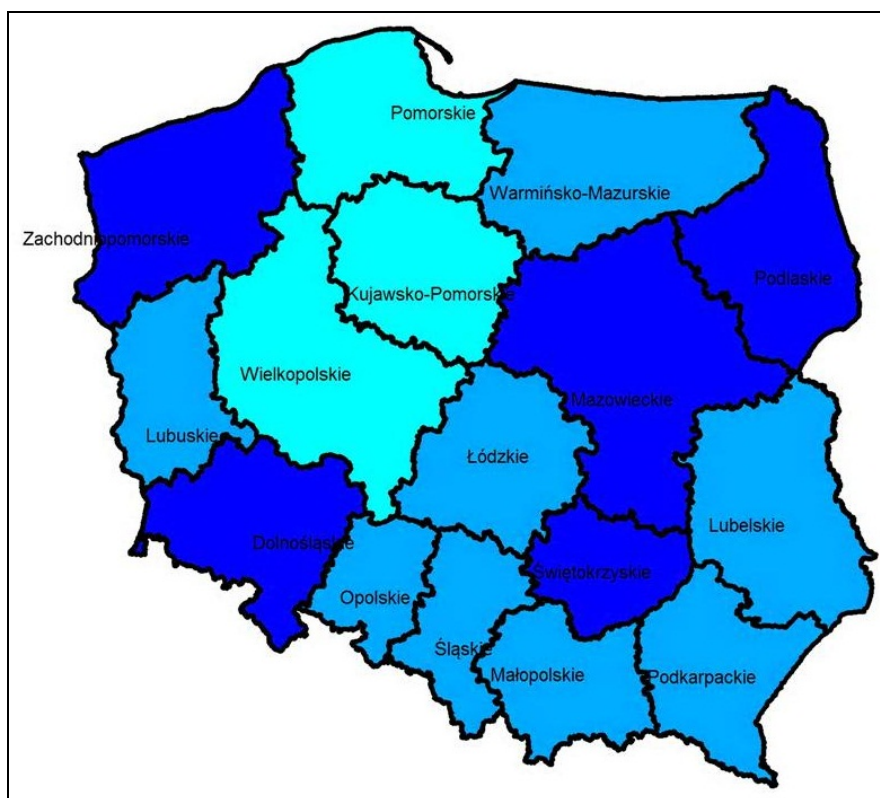 Pomorskie
Warmińsko-Mazurskie
Zachodniopomorskie
Podlaskie
Kujawsko-Pomorskie
Wielkopolskie
Mazowieckie
Lubuskie
Łódzkie
Lubelskie
Dolnośląskie
Świętokrzyskie
Opolskie
Śląskie
Małopolskie
Podkarpackie